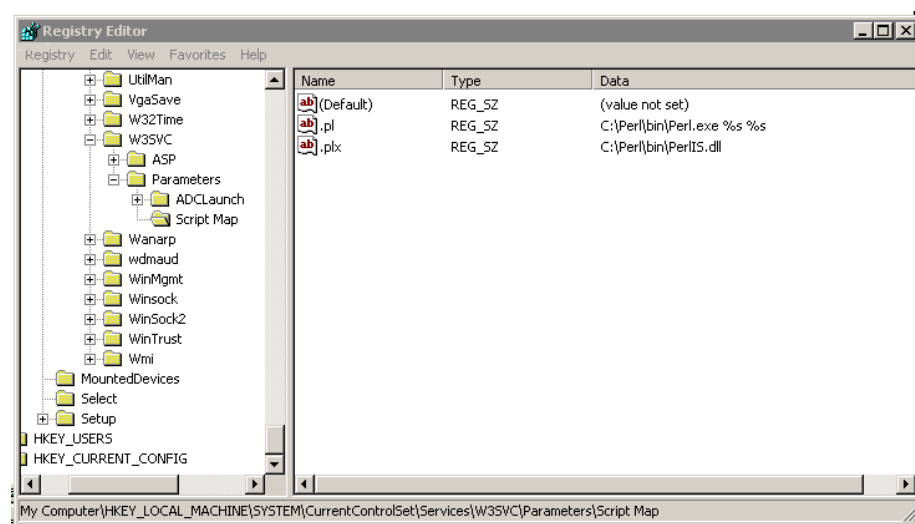 Registry Editor
Registry Edit View Favorites Help
UtilMan
VgaSave
W32Time
W3SVC
ASP
Parameters
ADCLaunch
Script Map
Wanarp
wdmaud
WinMgmt
Winsock
WinSock2
WinTrust
Wmi
MountedDevices
Select
Setup
HKEY_USERS
HKEY_CURRENT_CONFIG
Name Type Data
ab (Default) REG_SZ (value not set)
ab .pl REG_SZ C:\Perl\bin\Perl.exe %s %s
ab .plx REG_SZ C:\Perl\bin\PerlIS.dll
My Computer\HKEY_LOCAL_MACHINE\SYSTEM\CurrentControlSet\Services\W3SVC\Parameters\Script Map